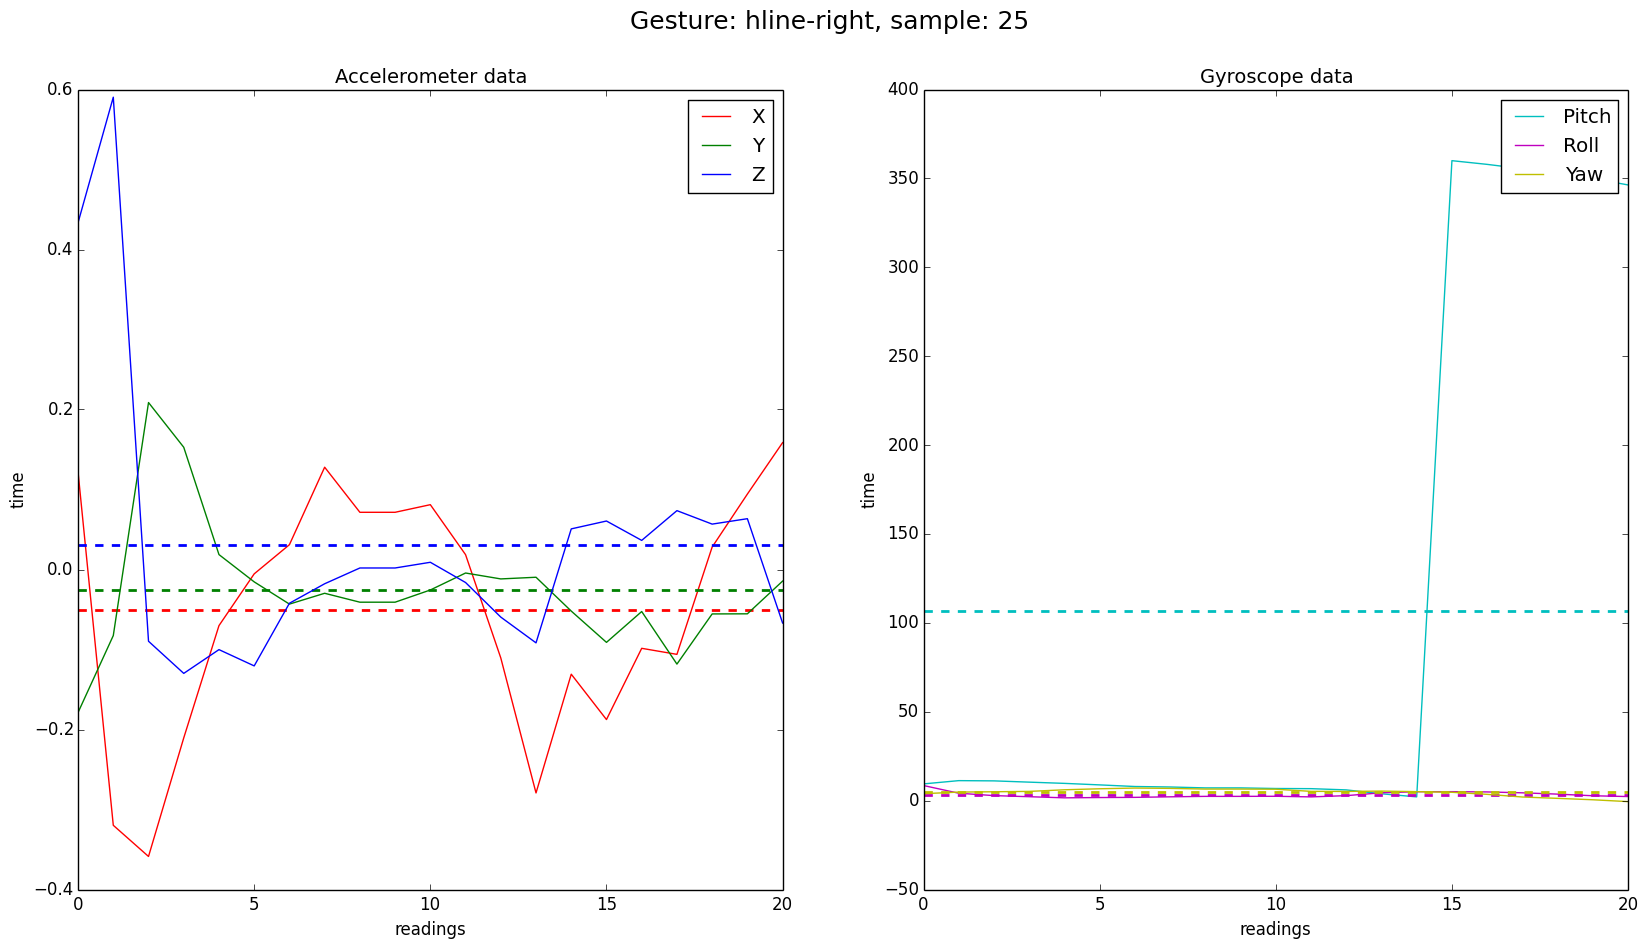 Gesture: hline-right, sample: 25
Accelerometer data
0.6
0.4
0.2
0.0
−0.2
−0.4
time
0
5
10
15
20
readings
X
Y
Z
Gyroscope data
400
350
300
250
200
150
100
50
0
−50
time
0
5
10
15
20
readings
Pitch
Roll
Yaw